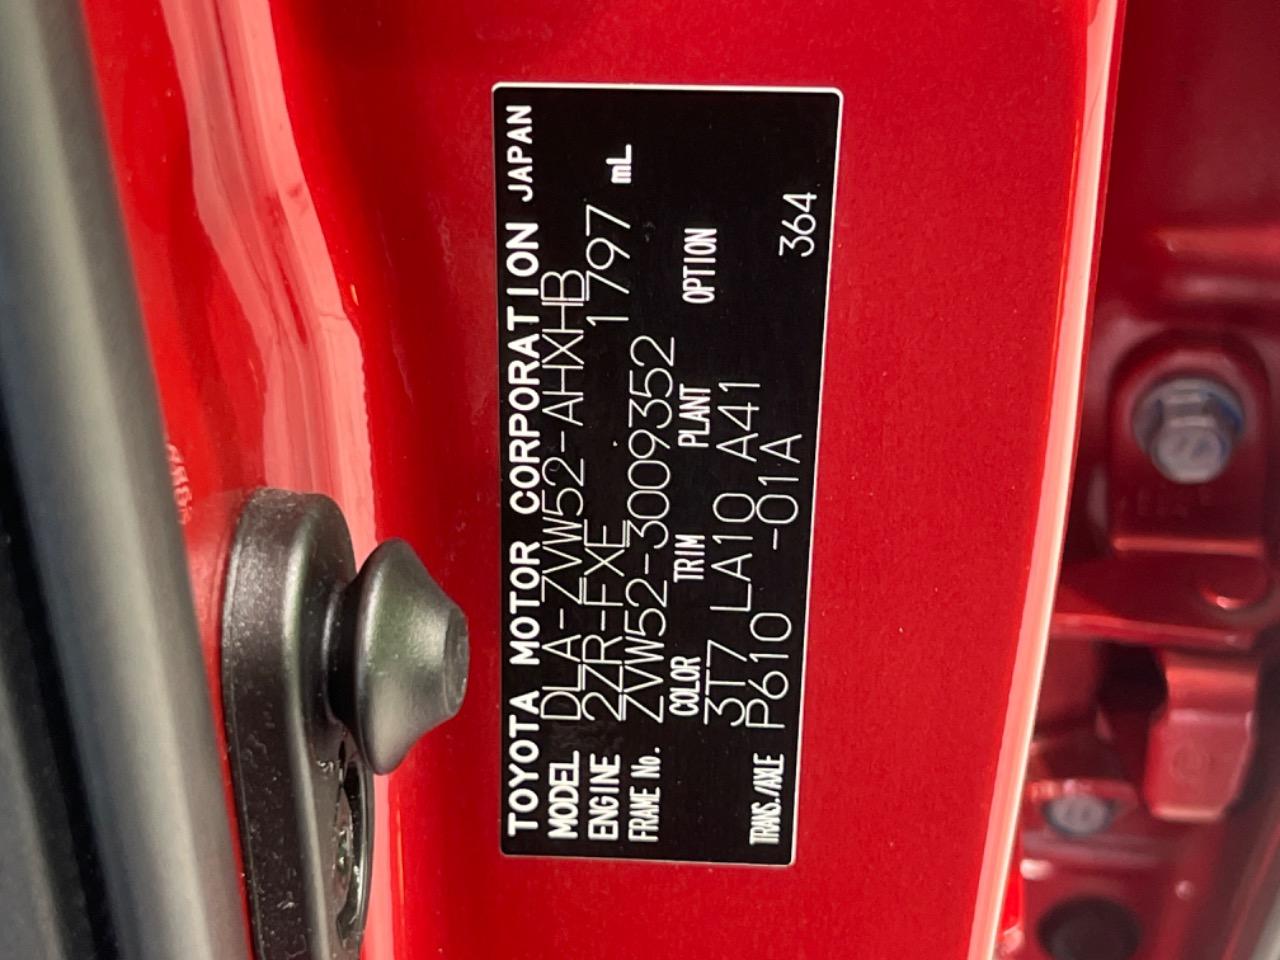 TOYOTA MOTOR CORPORATION JAPAN
MODEL DLA-ZVW52-AHXHB
ENGINE 2ZR-FXE 1797 mL
FRAME No. ZVW52-3009352
COLOR TRIM PLANT OPTION
3T7 LA10 A41
TRANS./AXLE P610 -01A 364